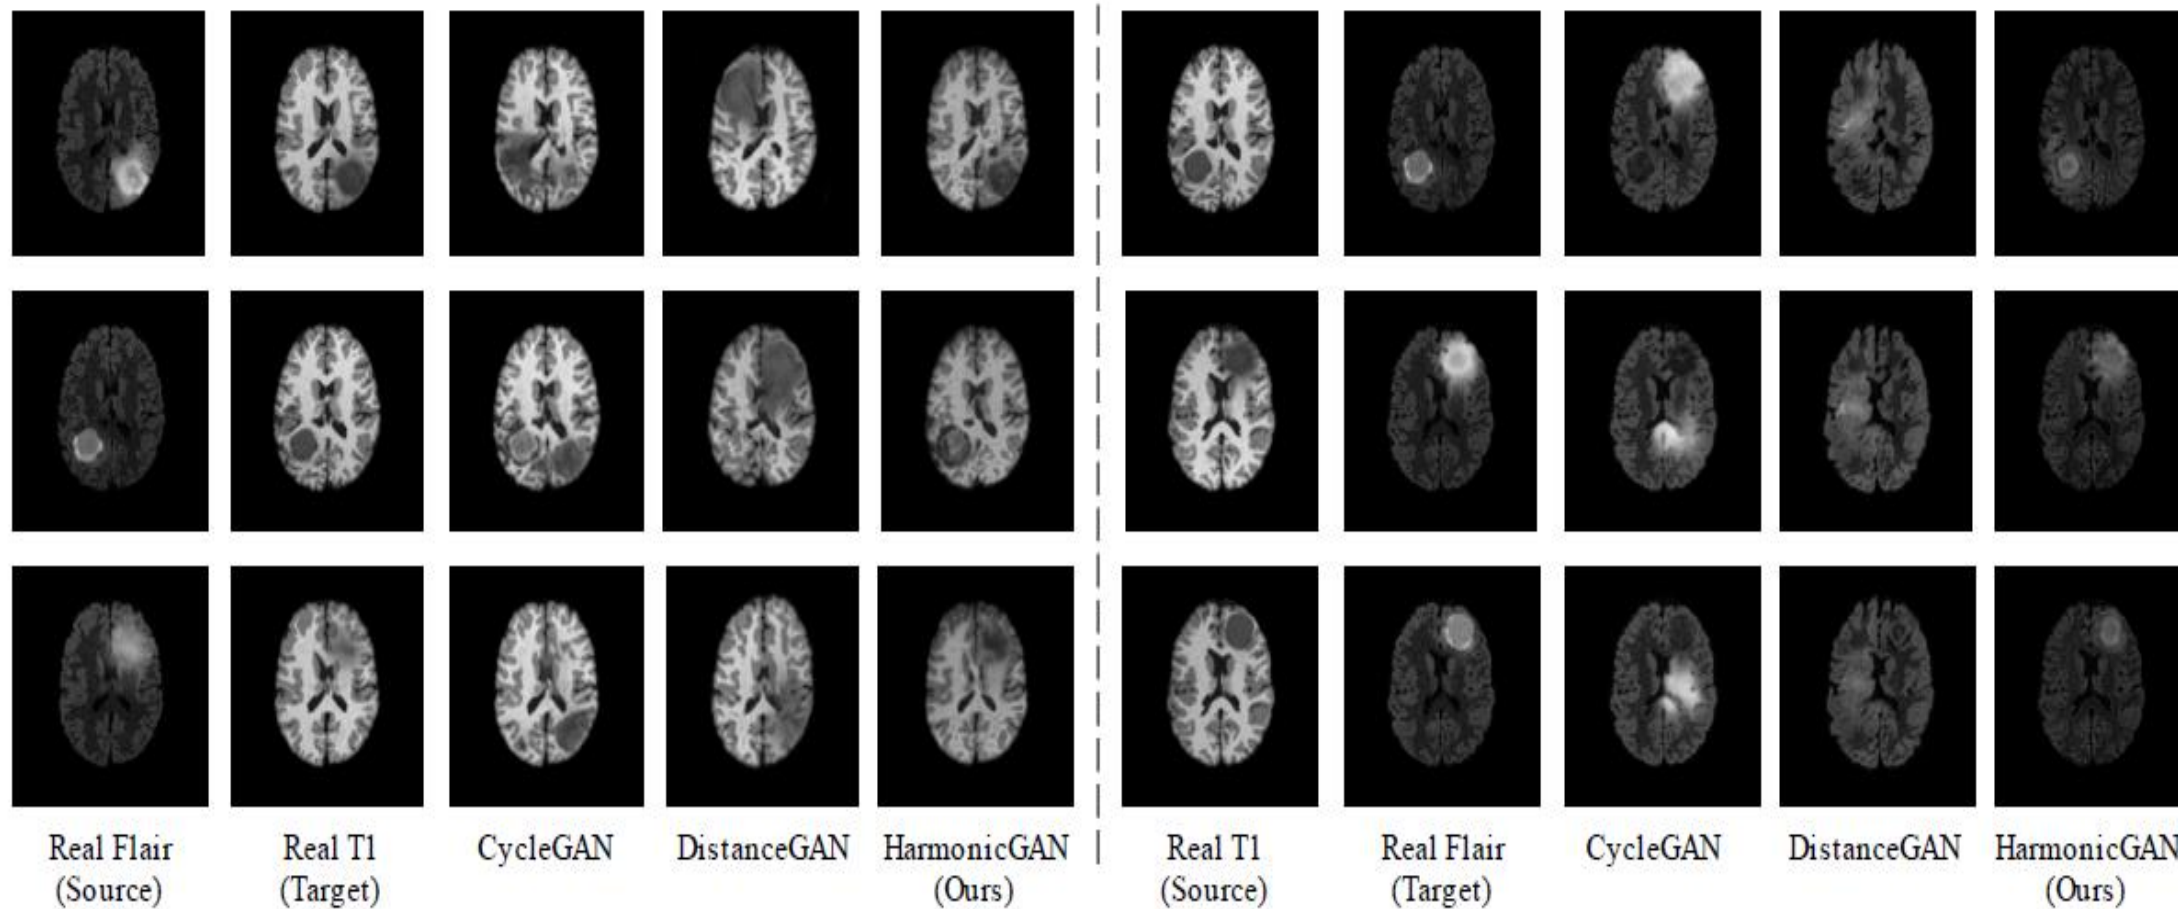 Real Flair
(Source)
Real T1
(Target)
CycleGAN
DistanceGAN
HarmonicGAN
(Ours)
Real T1
(Source)
Real Flair
(Target)
CycleGAN
DistanceGAN
HarmonicGAN
(Ours)